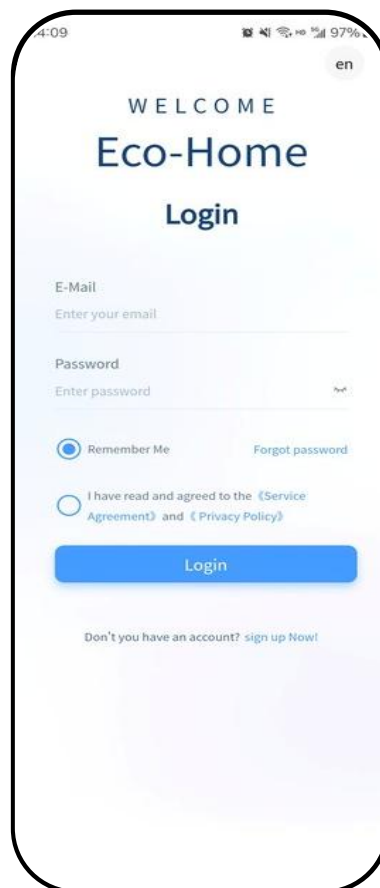 4:09 97%
en
WELCOME
Eco-Home
Login
E-Mail
Enter your email
Password
Enter password
Remember Me Forgot password
I have read and agreed to the 《Service
Agreement》 and 《 Privacy Policy》
Login
Don't you have an account? sign up Now!